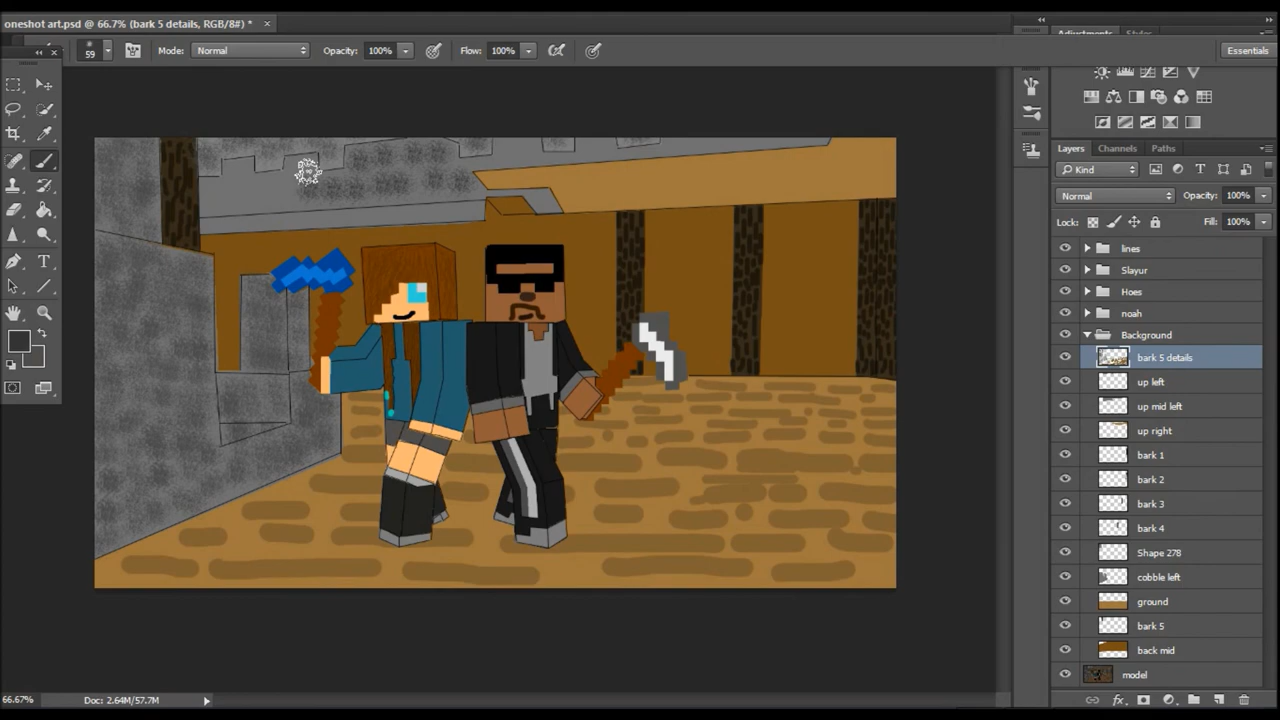 oneshot art.psd @ 66.7% (bark 5 details, RGB/8#) * ×
59 Mode: Normal Opacity: 100% Flow: 100% Essentials
Adjustments Styles
Layers Channels Paths
Kind
Normal Opacity: 100%
Lock: Fill: 100%
lines
Slayur
Hoes
noah
Background
bark 5 details
up left
up mid left
up right
bark 1
bark 2
bark 3
bark 4
Shape 278
cobble left
ground
bark 5
back mid
model
66.67% Doc: 2.64M/57.7M